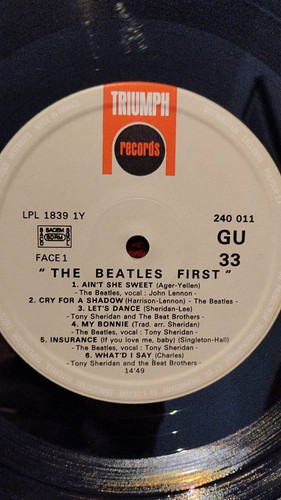 TRIUMPH
records
LPL 1839 1Y
240 011
SACEM
SDRM
GU
FACE 1
33
" THE BEATLES FIRST "
1. AIN'T SHE SWEET (Ager-Yellen)
- The Beatles, vocal : John Lennon -
2. CRY FOR A SHADOW (Harrison-Lennon) - The Beatles -
3. LET'S DANCE (Sheridan-Lee)
- Tony Sheridan and The Beat Brothers -
4. MY BONNIE (Trad. arr. Sheridan)
- The Beatles, vocal : Tony Sheridan -
5. INSURANCE (If you love me, baby) (Singleton-Hall)
- The Beatles, vocal : Tony Sheridan -
6. WHAT'D I SAY (Charles)
- Tony Sheridan and the Beat Brothers -
14'49